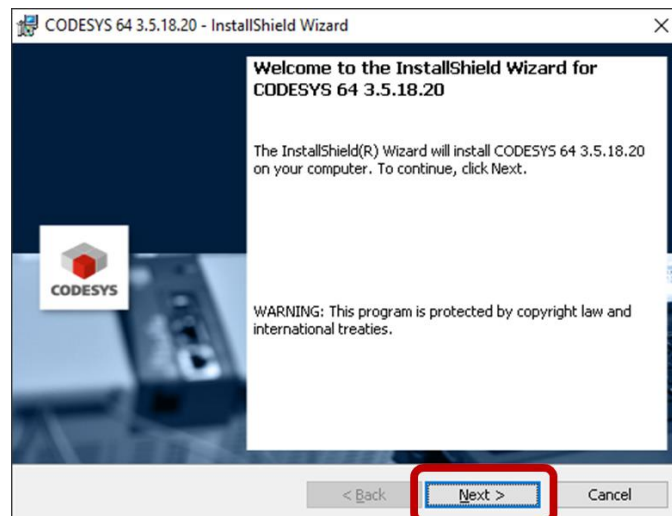 CODESYS 64 3.5.18.20 - InstallShield Wizard
Welcome to the InstallShield Wizard for
CODESYS 64 3.5.18.20
The InstallShield(R) Wizard will install CODESYS 64 3.5.18.20
on your computer. To continue, click Next.
CODESYS
WARNING: This program is protected by copyright law and
international treaties.
< Back
Next >
Cancel